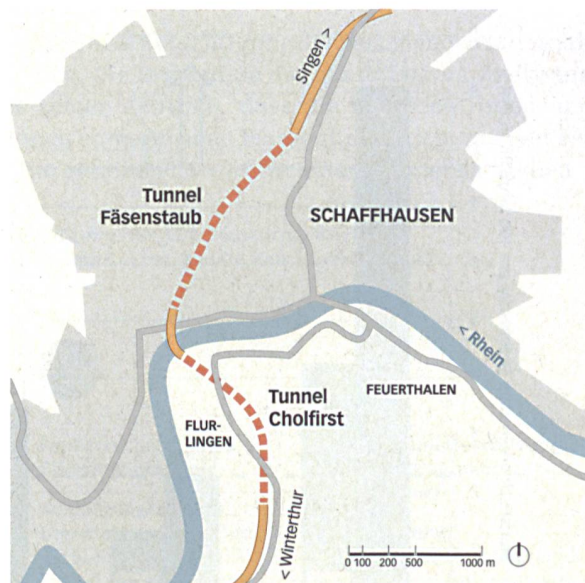 Singen >
Tunnel
Fäsenstaub
SCHAFFHAUSEN
< Rhein
FEUERTHALEN
Tunnel
Cholfirst
FLUR-
LINGEN
< Winterthur
0 100 200 500 1000 m